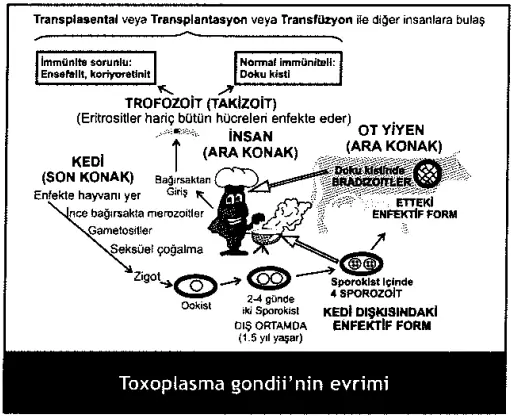 Transplasental veya Transplantasyon veya Transfüzyon ile diğer insanlara bulaş
İmmünite sorunlu:
Ensefalit, koriyoretinit
Normal immüniteli:
Doku kisti
TROFOZOİT (TAKİZOİT)
(Eritrositler hariç bütün hücreleri enfekte eder)
KEDİ
(SON KONAK)
Enfekte hayvanı yer
İnce bağırsakta merozoitler
Gametositler
Seksüel çoğalma
Zigot
Bağırsaktan
Giriş
İNSAN
(ARA KONAK)
OT YİYEN
(ARA KONAK)
Doku kistinde
BRADİZOİTLER
ETTEKİ
ENFEKTİF FORM
Ookist
2-4 günde
iki Sporokist
DIŞ ORTAMDA
(1.5 yıl yaşar)
Sporokist İçinde
4 SPOROZOİT
KEDİ DIŞKISINDAKİ
ENFEKTİF FORM
Toxoplasma gondii'nin evrimi